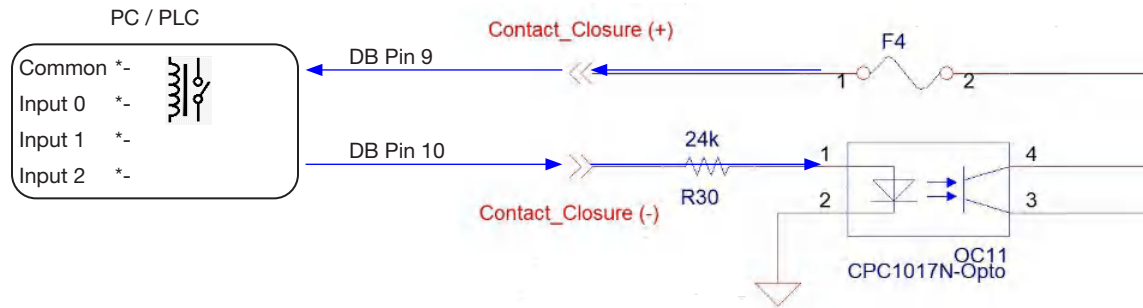 PC / PLC
Contact_Closure (+)
F4
Common *-
DB Pin 9
1
2
Input 0 *-
Input 1 *-
24k
DB Pin 10
1
4
Input 2 *-
R30
2
3
Contact_Closure (-)
OC11
CPC1017N-Opto